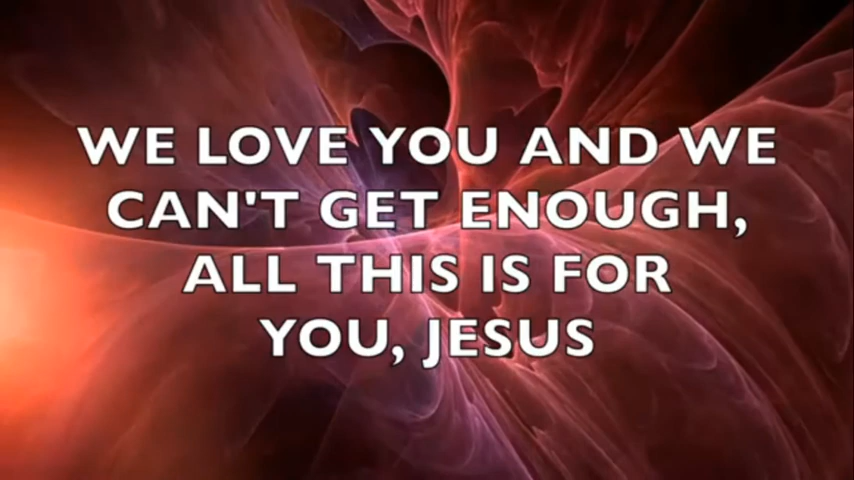 WE LOVE YOU AND WE
CAN'T GET ENOUGH,
ALL THIS IS FOR
YOU, JESUS